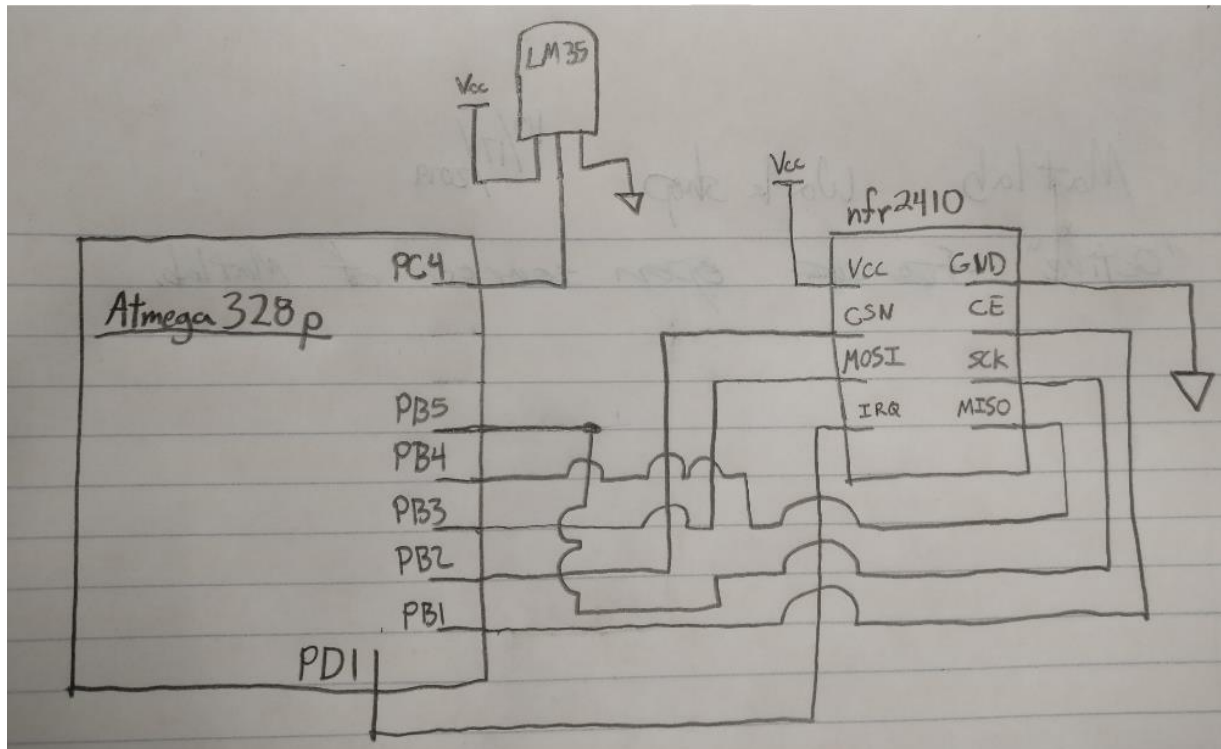 LM35
Vcc
Vcc
nfr2410
PC4
Vcc GND
Atmega 328p
CSN CE
MOSI SCK
PB5
IRQ MISO
PB4
PB3
PB2
PB1
PD1